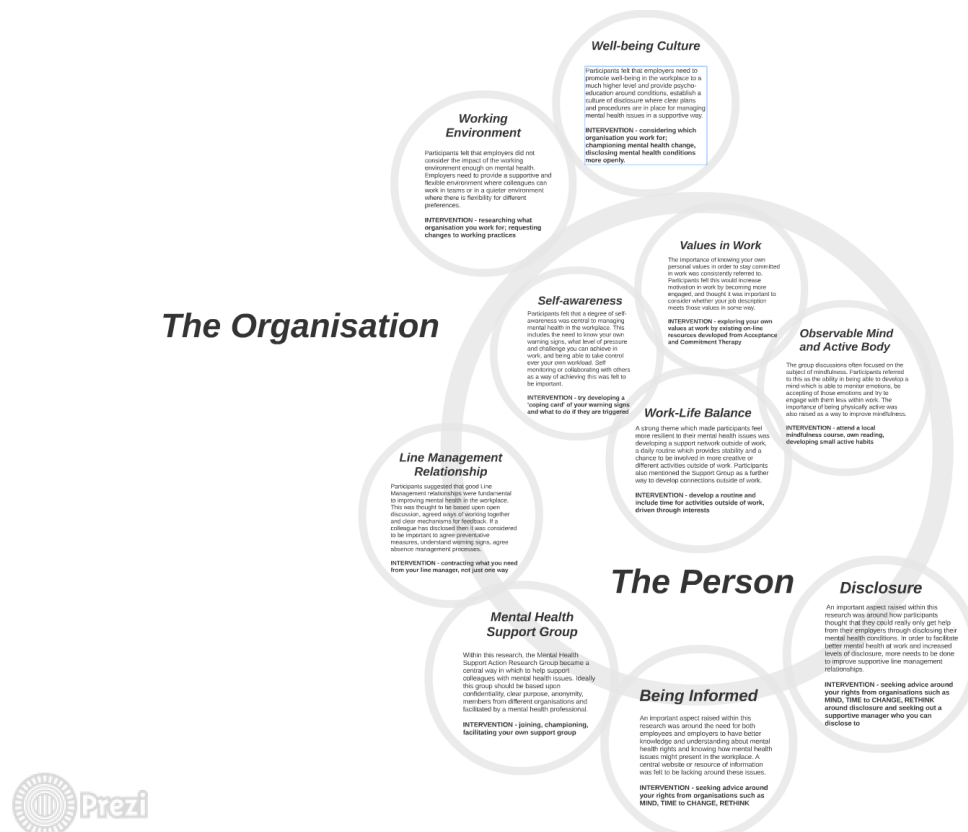 Well-being Culture
Participants felt that employers need to
promote well-being in the workplace to a
much higher level and provide psycho-
education around conditions, establish a
culture of disclosure where clear plans
and procedures are in place for managing
mental health issues in a supportive way.
INTERVENTION - considering which
organisation you work for;
championing mental health change,
disclosing mental health conditions
more openly.
Working
Environment
Participants felt that employers did not
consider the impact of the working
environment enough on mental health.
Employers need to provide a supportive and
flexible environment where colleagues can
work in teams or in a quieter environment
where there is flexibility for different
preferences.
INTERVENTION - researching what
organisation you work for; requesting
changes to working practices
Values in Work
The importance of knowing your own
personal values in order to stay committed
in work was consistently referred to.
Participants felt this would increase
motivation in work by becoming more
engaged, and thought it was important to
consider whether your job description
meets those values in some way.
INTERVENTION - exploring your own
values at work by existing on-line
resources developed from Acceptance
and Commitment Therapy
Self-awareness
Participants felt that a degree of self-
awareness was central to managing
mental health in the workplace. This
includes the need to know your own
warning signs, what level of pressure
and challenge you can achieve in
work, and being able to take control
over your own workload. Self
monitoring or collaborating with others
as a way of achieving this was felt to
be important.
INTERVENTION - try developing a
'coping card' of your warning signs
and what to do if they are triggered
The Organisation
Observable Mind
and Active Body
The group discussions often focused on the
subject of mindfulness. Participants referred
to this as the ability in being able to develop a
mind which is able to monitor emotions, be
accepting of those emotions and try to
engage with them less within work. The
importance of being physically active was
also raised as a way to improve mindfulness.
INTERVENTION - attend a local
mindfulness course, own reading,
developing small active habits
Work-Life Balance
A strong theme which made participants feel
more resilient to their mental health issues was
developing a support network outside of work,
a daily routine which provides stability and a
chance to be involved in more creative or
different activities outside of work. Participants
also mentioned the Support Group as a further
way to develop connections outside of work.
INTERVENTION - develop a routine and
include time for activities outside of work,
driven through interests
Line Management
Relationship
Participants suggested that good Line
Management relationships were fundamental
to improving mental health in the workplace.
This was thought to be based upon open
discussion, agreed ways of working together
and clear mechanisms for feedback. If a
colleague has disclosed then it was considered
to be important to agree preventative
measures, understand warning signs, agree
absence management processes.
INTERVENTION - contracting what you need
from your line manager, not just one way
The Person
Disclosure
An important aspect raised within this
research was around how participants
thought that they could really only get help
from their employers through disclosing their
mental health conditions. In order to facilitate
better mental health at work and increased
levels of disclosure, more needs to be done
to improve supportive line management
relationships.
INTERVENTION - seeking advice around
your rights from organisations such as
MIND, TIME to CHANGE, RETHINK
around disclosure and seeking out a
supportive manager who you can
disclose to
Mental Health
Support Group
Within this research, the Mental Health
Support Action Research Group became a
central way in which to help support
colleagues with mental health issues. Ideally
this group should be based upon
confidentiality, clear purpose, anonymity,
members from different organisations and
facilitated by a mental health professional.
INTERVENTION - joining, championing,
facilitating your own support group
Being Informed
An important aspect raised within this
research was around the need for both
employees and employers to have better
knowledge and understanding about mental
health rights and knowing how mental health
issues might present in the workplace. A
central website or resource of information
was felt to be lacking around these issues.
INTERVENTION - seeking advice around
your rights from organisations such as
MIND, TIME to CHANGE, RETHINK
Prezi